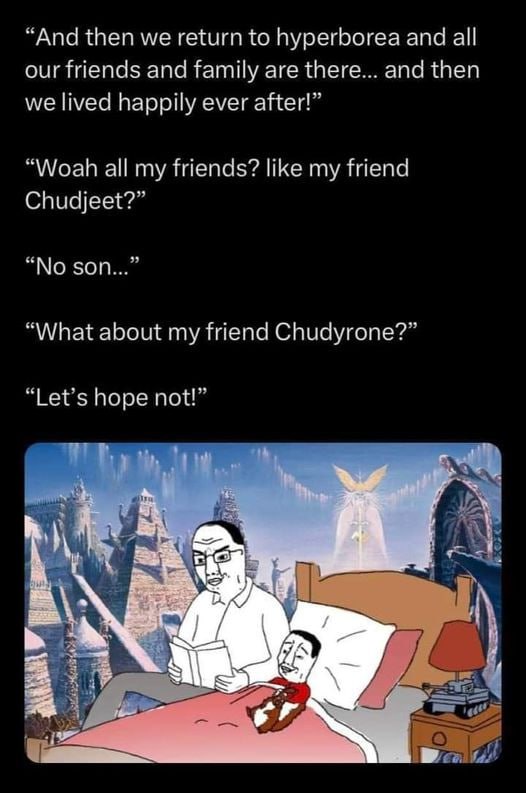 “And then we return to hyperborea and all
our friends and family are there... and then
we lived happily ever after!”
“Woah all my friends? like my friend
Chudjeet?”
“No son...”
“What about my friend Chudyrone?”
“Let’s hope not!”